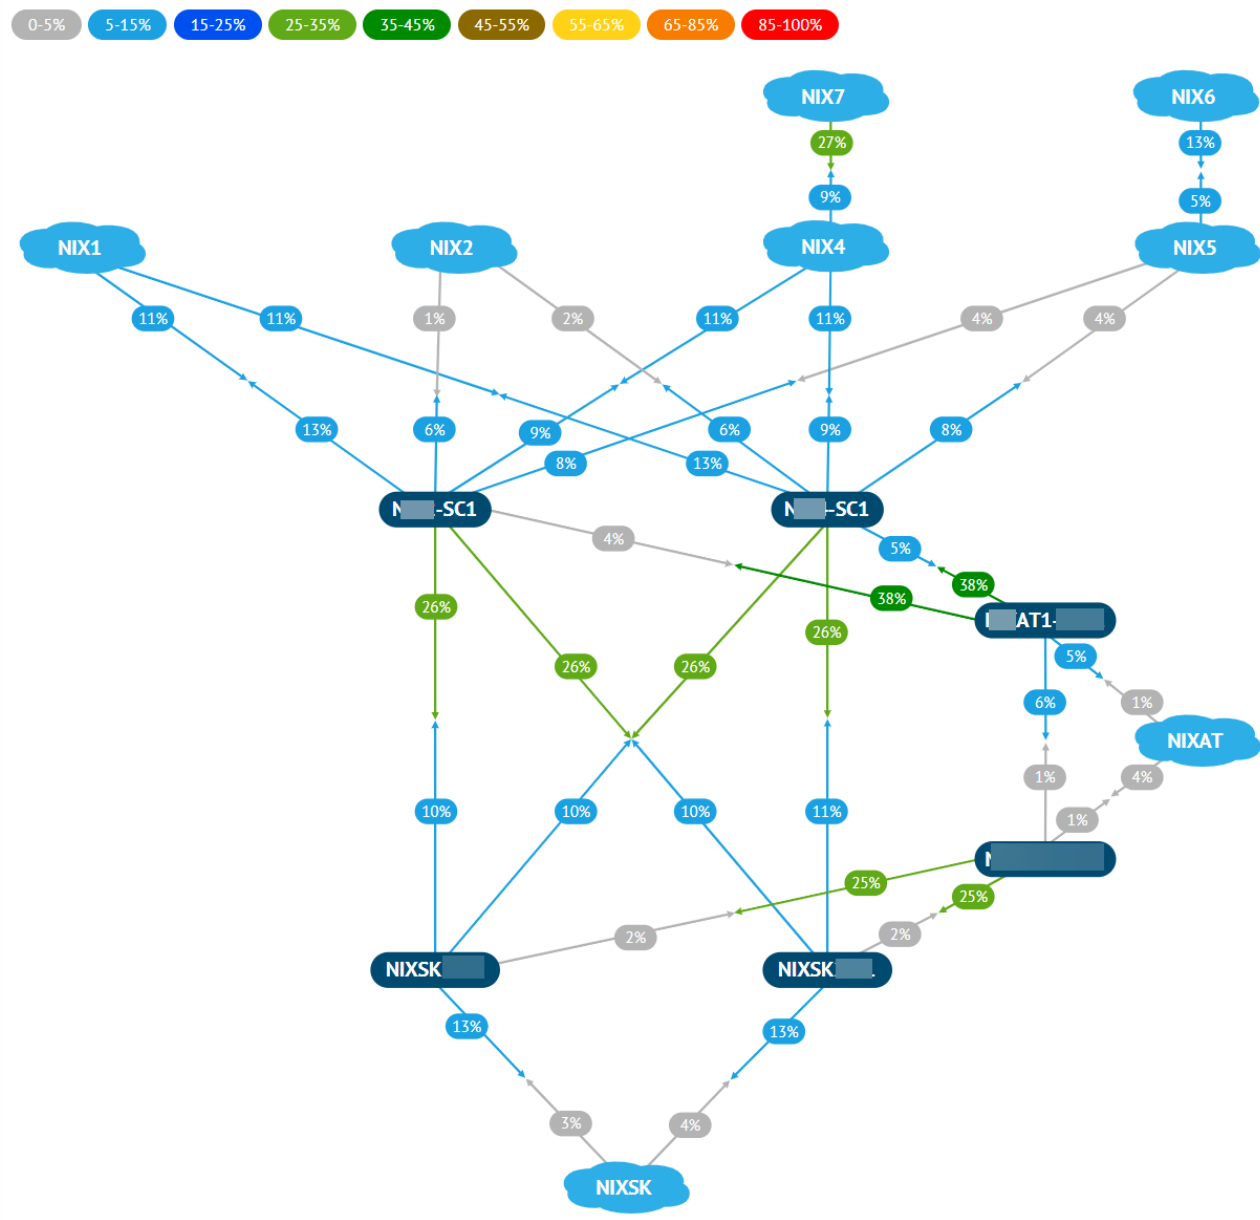 0-5% 5-15% 15-25% 25-35% 35-45% 45-55% 55-65% 65-85% 85-100%
NIX7 NIX6
27% 13%
9% 5%
NIX1 NIX2 NIX4 NIX5
11% 11% 1% 2% 11% 11% 4% 4%
13% 6% 9% 6% 9% 8%
8% 13%
-SC1 -SC1
4% 5%
38% 38%
26% AT1-
26% 5%
26% 26%
6% 1%
NIXAT
1% 4%
10% 10% 10% 11% 1%
25% 25%
2% 2%
NIXSK NIXSK
13% 13%
3% 4%
NIXSK